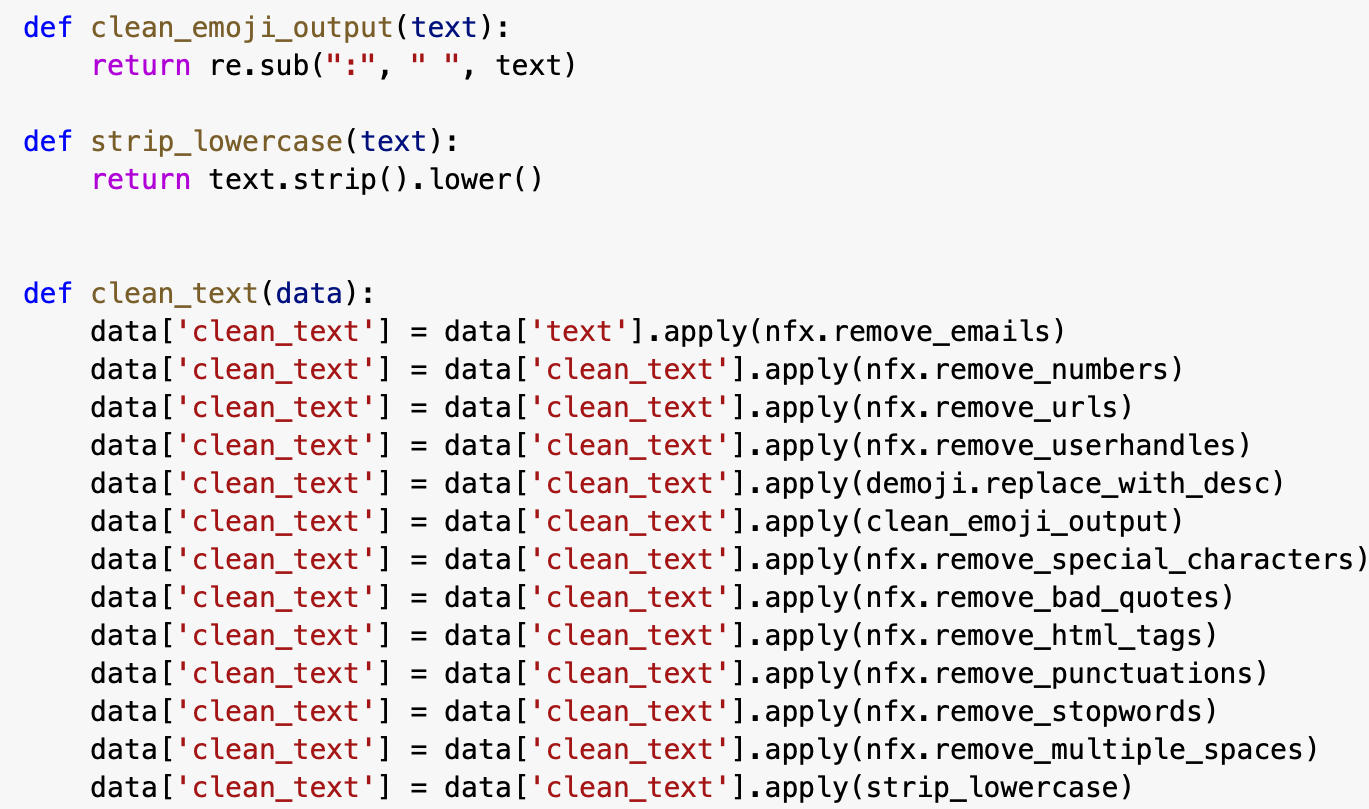 def clean_emoji_output(text):
    return re.sub(":", " ", text)

def strip_lowercase(text):
    return text.strip().lower()


def clean_text(data):
    data['clean_text'] = data['text'].apply(nfx.remove_emails)
    data['clean_text'] = data['clean_text'].apply(nfx.remove_numbers)
    data['clean_text'] = data['clean_text'].apply(nfx.remove_urls)
    data['clean_text'] = data['clean_text'].apply(nfx.remove_userhandles)
    data['clean_text'] = data['clean_text'].apply(demoji.replace_with_desc)
    data['clean_text'] = data['clean_text'].apply(clean_emoji_output)
    data['clean_text'] = data['clean_text'].apply(nfx.remove_special_characters)
    data['clean_text'] = data['clean_text'].apply(nfx.remove_bad_quotes)
    data['clean_text'] = data['clean_text'].apply(nfx.remove_html_tags)
    data['clean_text'] = data['clean_text'].apply(nfx.remove_punctuations)
    data['clean_text'] = data['clean_text'].apply(nfx.remove_stopwords)
    data['clean_text'] = data['clean_text'].apply(nfx.remove_multiple_spaces)
    data['clean_text'] = data['clean_text'].apply(strip_lowercase)